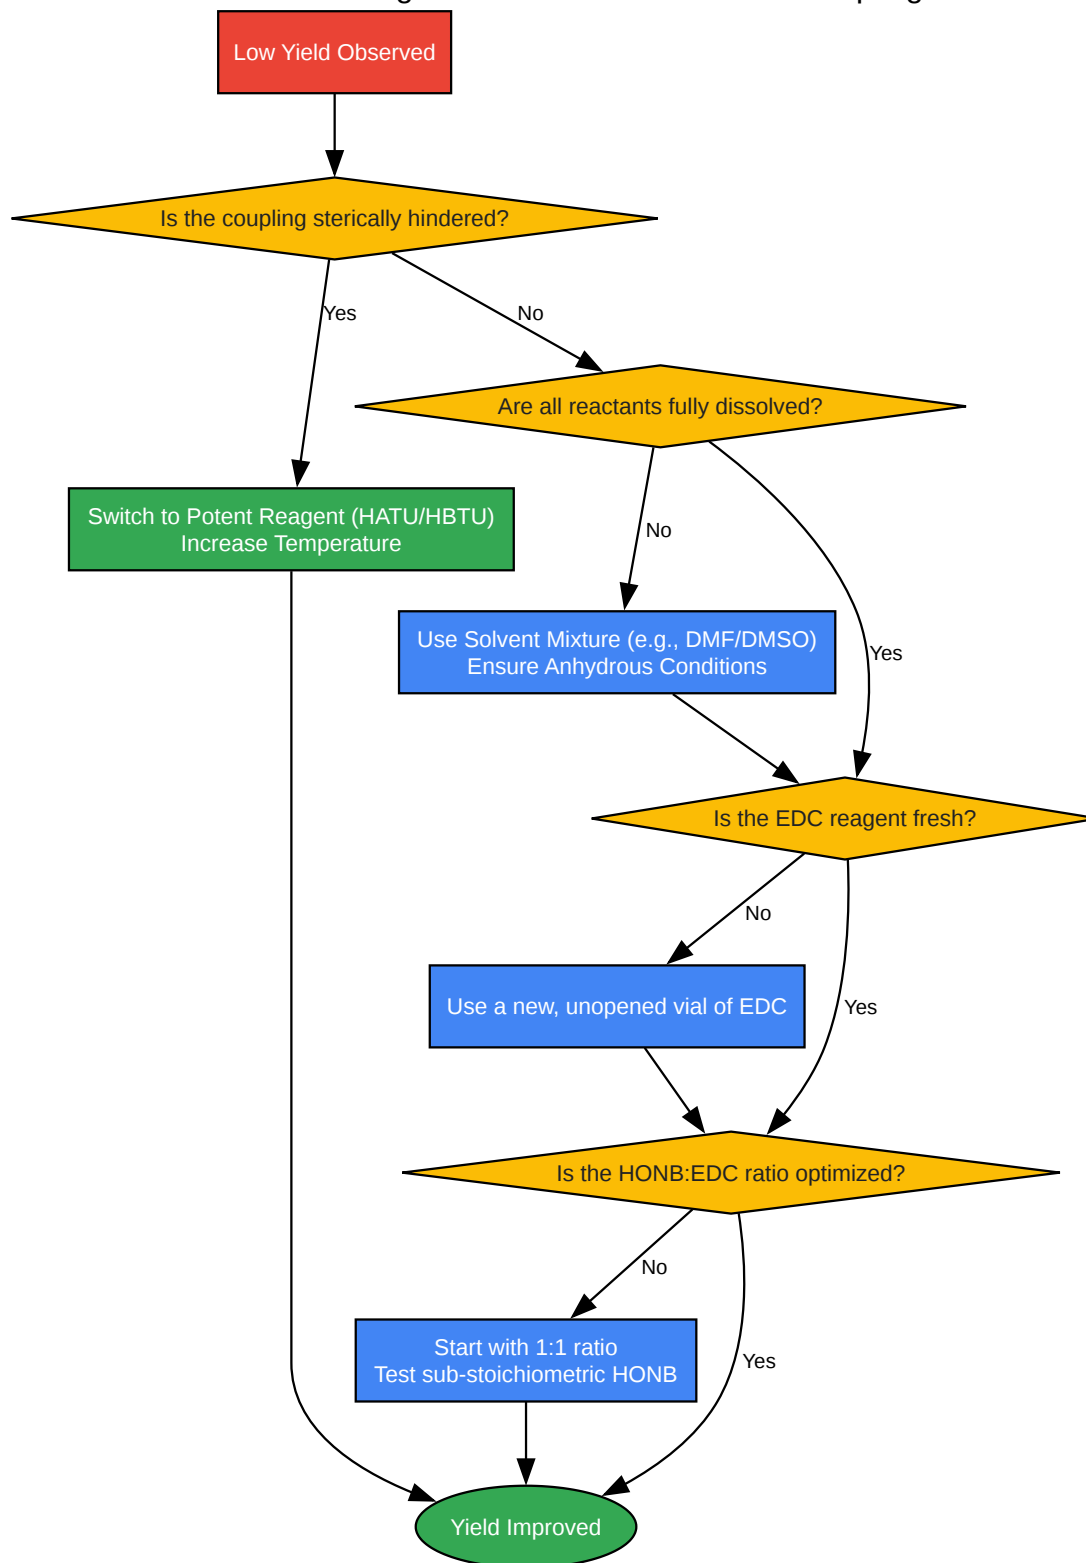 Low Yield Observed
Is the coupling sterically hindered?
Yes
No
Are all reactants fully dissolved?
Switch to Potent Reagent (HATU/HBTU)
Increase Temperature
No
Use Solvent Mixture (e.g., DMF/DMSO)
Ensure Anhydrous Conditions
Yes
Is the EDC reagent fresh?
No
Use a new, unopened vial of EDC
Yes
Is the HONB:EDC ratio optimized?
No
Start with 1:1 ratio
Test sub-stoichiometric HONB
Yes
Yield Improved